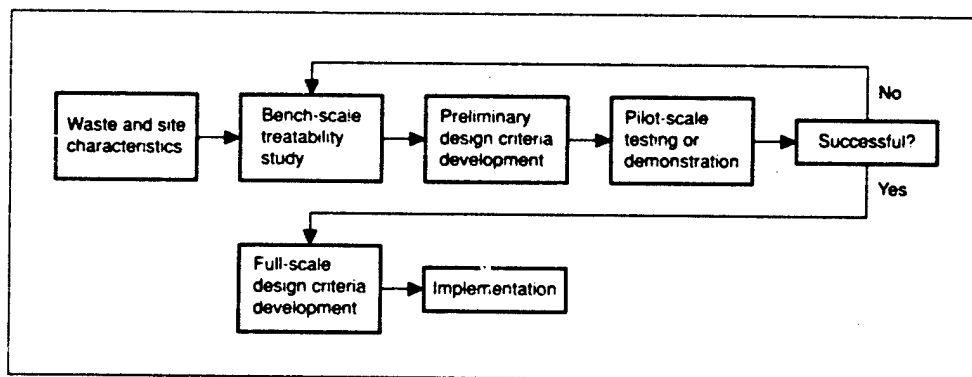 Waste and site
characteristics
Bench-scale
treatability
study
Preliminary
design criteria
development
Pilot-scale
testing or
demonstration
Successful?
No
Yes
Full-scale
design criteria
development
Implementation